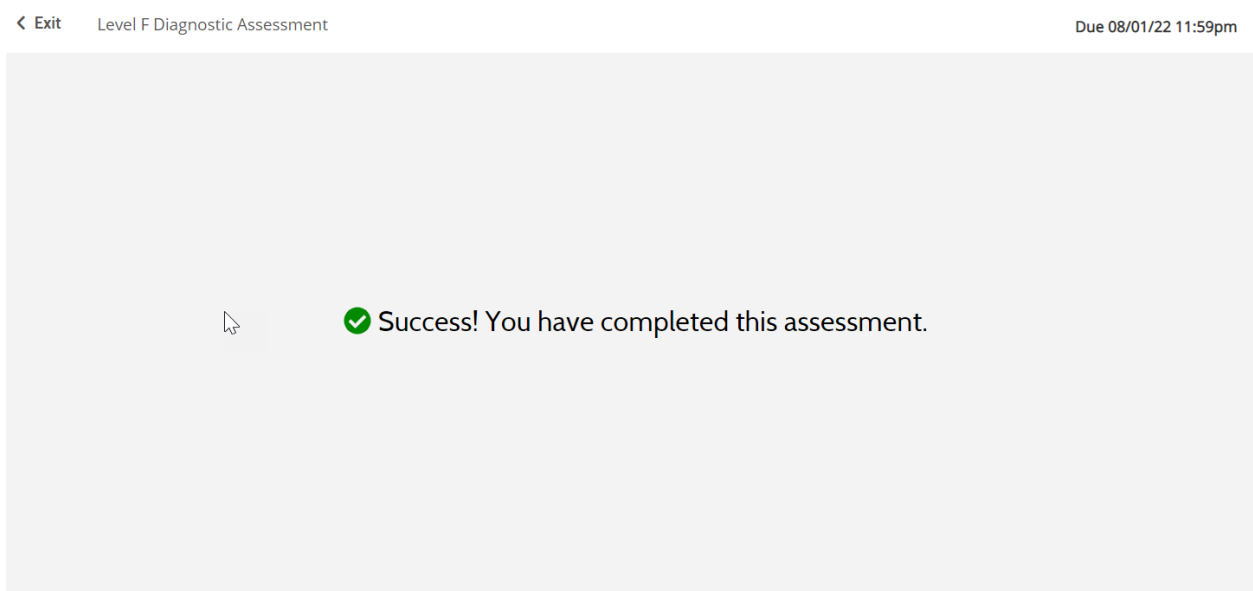 Exit
Level F Diagnostic Assessment
Due 08/01/22 11:59pm
Success! You have completed this assessment.